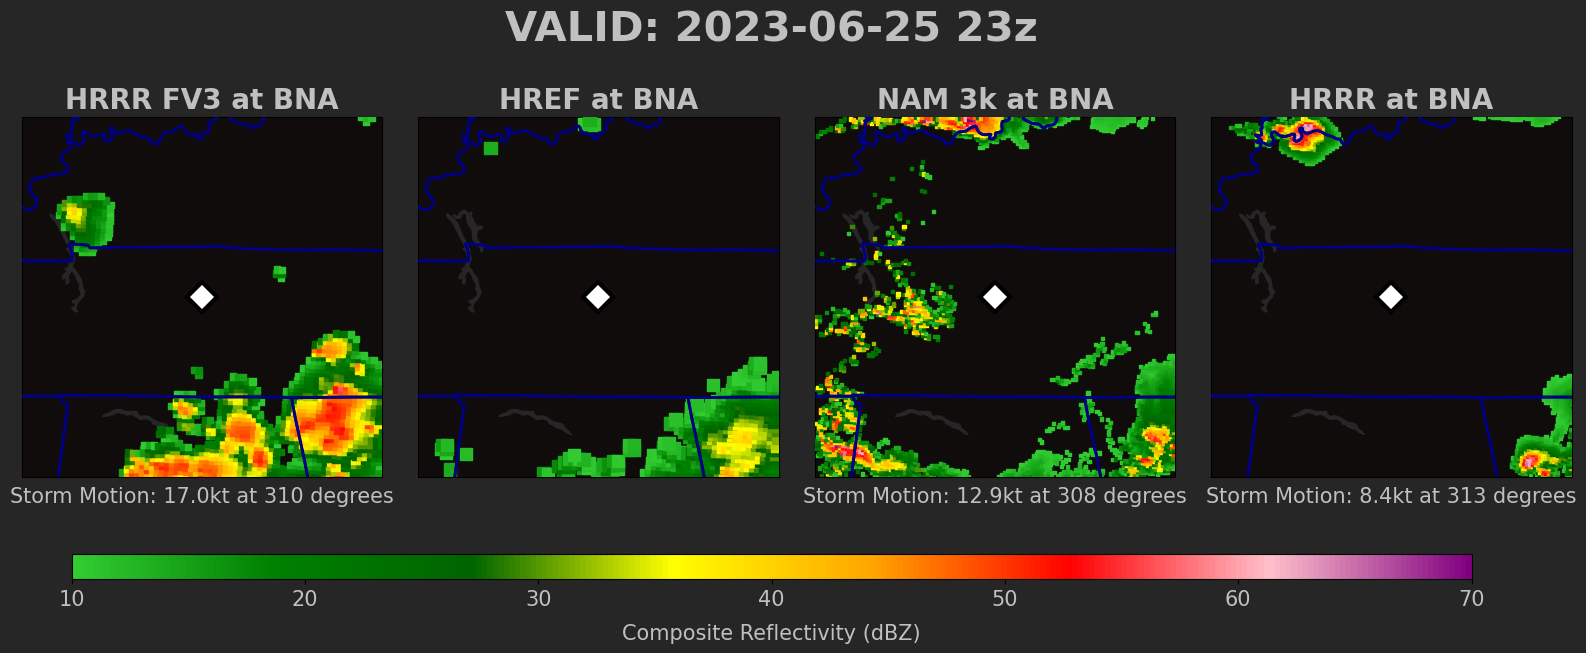 VALID: 2023-06-25 23z
HRRR FV3 at BNA
HREF at BNA
NAM 3k at BNA
HRRR at BNA
Storm Motion: 17.0kt at 310 degrees
Storm Motion: 12.9kt at 308 degrees
Storm Motion: 8.4kt at 313 degrees
10 20 30 40 50 60 70
Composite Reflectivity (dBZ)